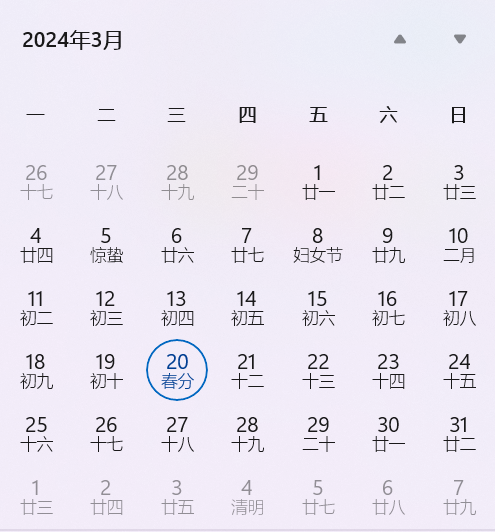 2024年3月
一 二 三 四 五 六 日
26 27 28 29 1 2 3
十七 十八 十九 二十 廿一 廿二 廿三
4 5 6 7 8 9 10
廿四 惊蛰 廿六 廿七 妇女节 廿九 二月
11 12 13 14 15 16 17
初二 初三 初四 初五 初六 初七 初八
18 19 20 21 22 23 24
初九 初十 春分 十二 十三 十四 十五
25 26 27 28 29 30 31
十六 十七 十八 十九 二十 廿一 廿二
1 2 3 4 5 6 7
廿三 廿四 廿五 清明 廿七 廿八 廿九